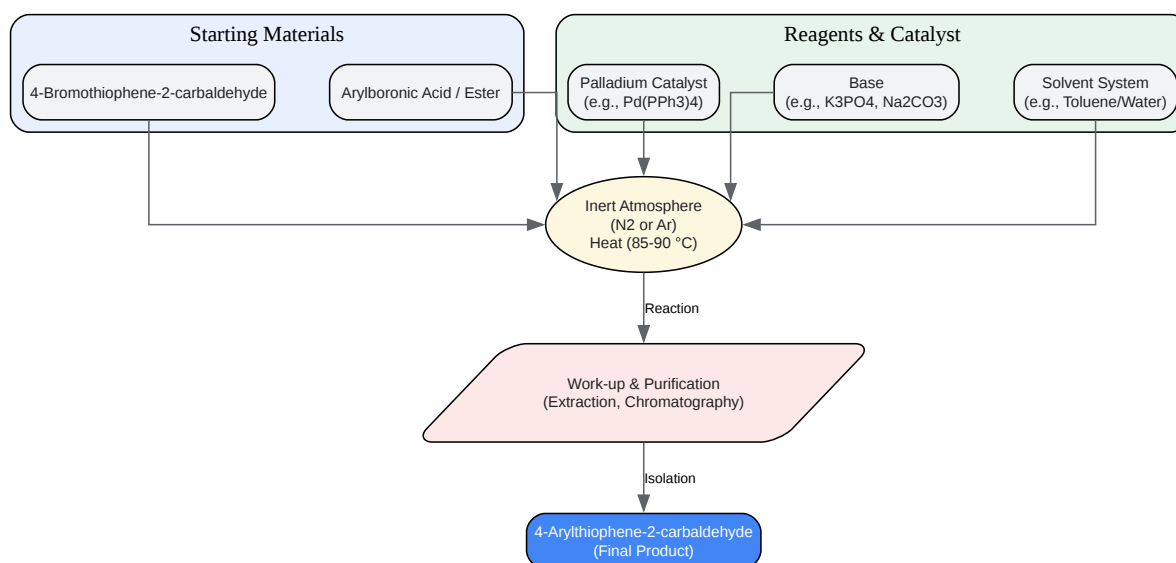 Starting Materials
Reagents & Catalyst
4-Bromothiophene-2-carbaldehyde
Arylboronic Acid / Ester
Palladium Catalyst
(e.g., Pd(PPh3)4)
Base
(e.g., K3PO4, Na2CO3)
Solvent System
(e.g., Toluene/Water)
Inert Atmosphere
(N2 or Ar)
Heat (85-90 °C)
Reaction
Work-up & Purification
(Extraction, Chromatography)
Isolation
4-Arylthiophene-2-carbaldehyde
(Final Product)